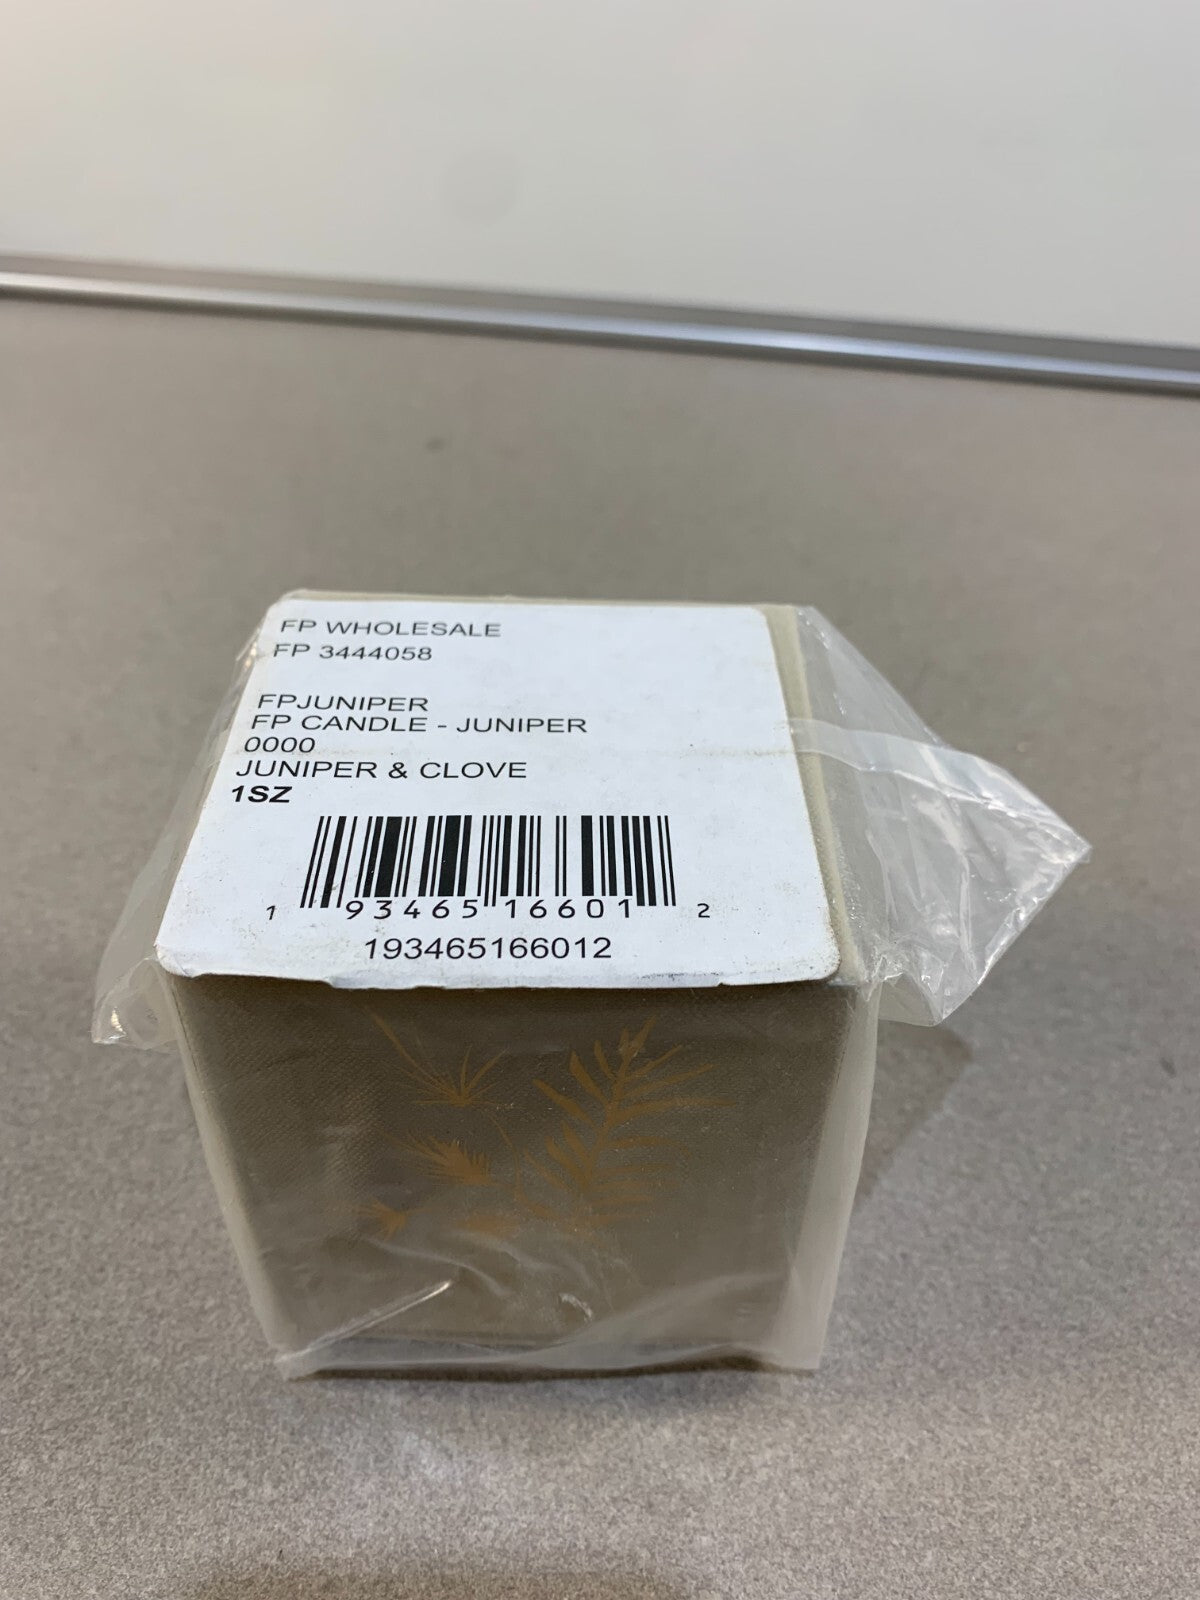 FP WHOLESALE
FP 3444058
FPJUNIPER
FP CANDLE - JUNIPER
0000
JUNIPER & CLOVE
1SZ
1 93465 16601 2
193465166012